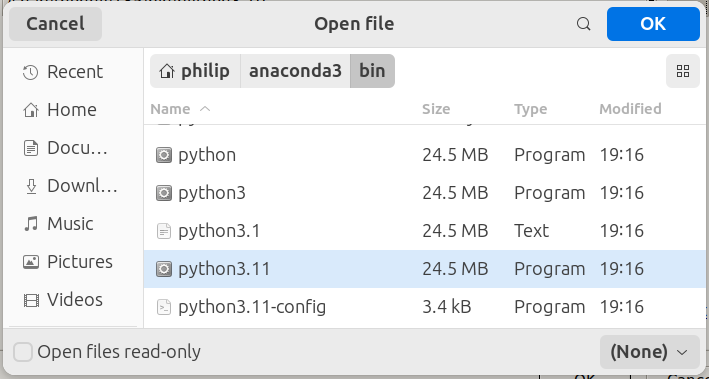 Cancel Open file OK
Recent
Home
Docu...
Downl...
Music
Pictures
Videos
philip anaconda3 bin
Name Size Type Modified
python 24.5 MB Program 19:16
python3 24.5 MB Program 19:16
python3.1 24.5 MB Text 19:16
python3.11 24.5 MB Program 19:16
python3.11-config 3.4 kB Program 19:16
Open files read-only (None)